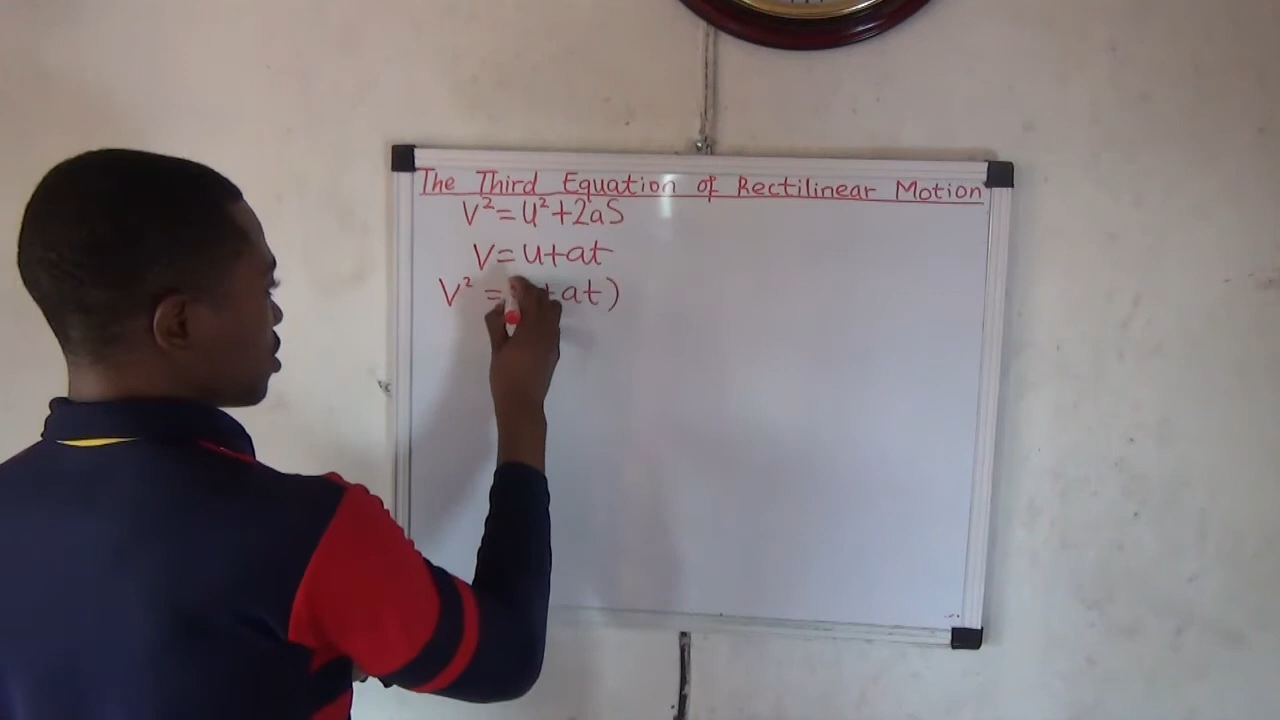 The Third Equation of Rectilinear Motion
V²=U²+2aS
V=U+at
V² = +at)